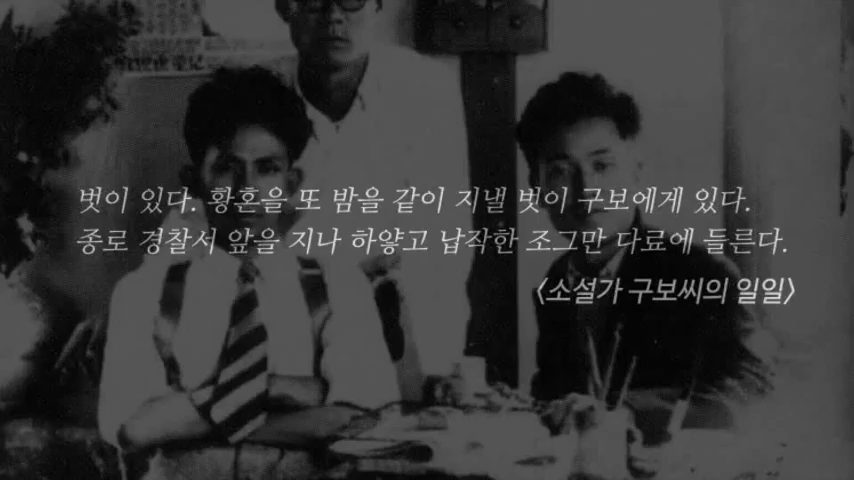 벗이 있다. 황혼을 또 밤을 같이 지낼 벗이 구보에게 있다.
종로 경찰서 앞을 지나 하얗고 납작한 조그만 다료에 들른다.
〈소설가 구보씨의 일일〉